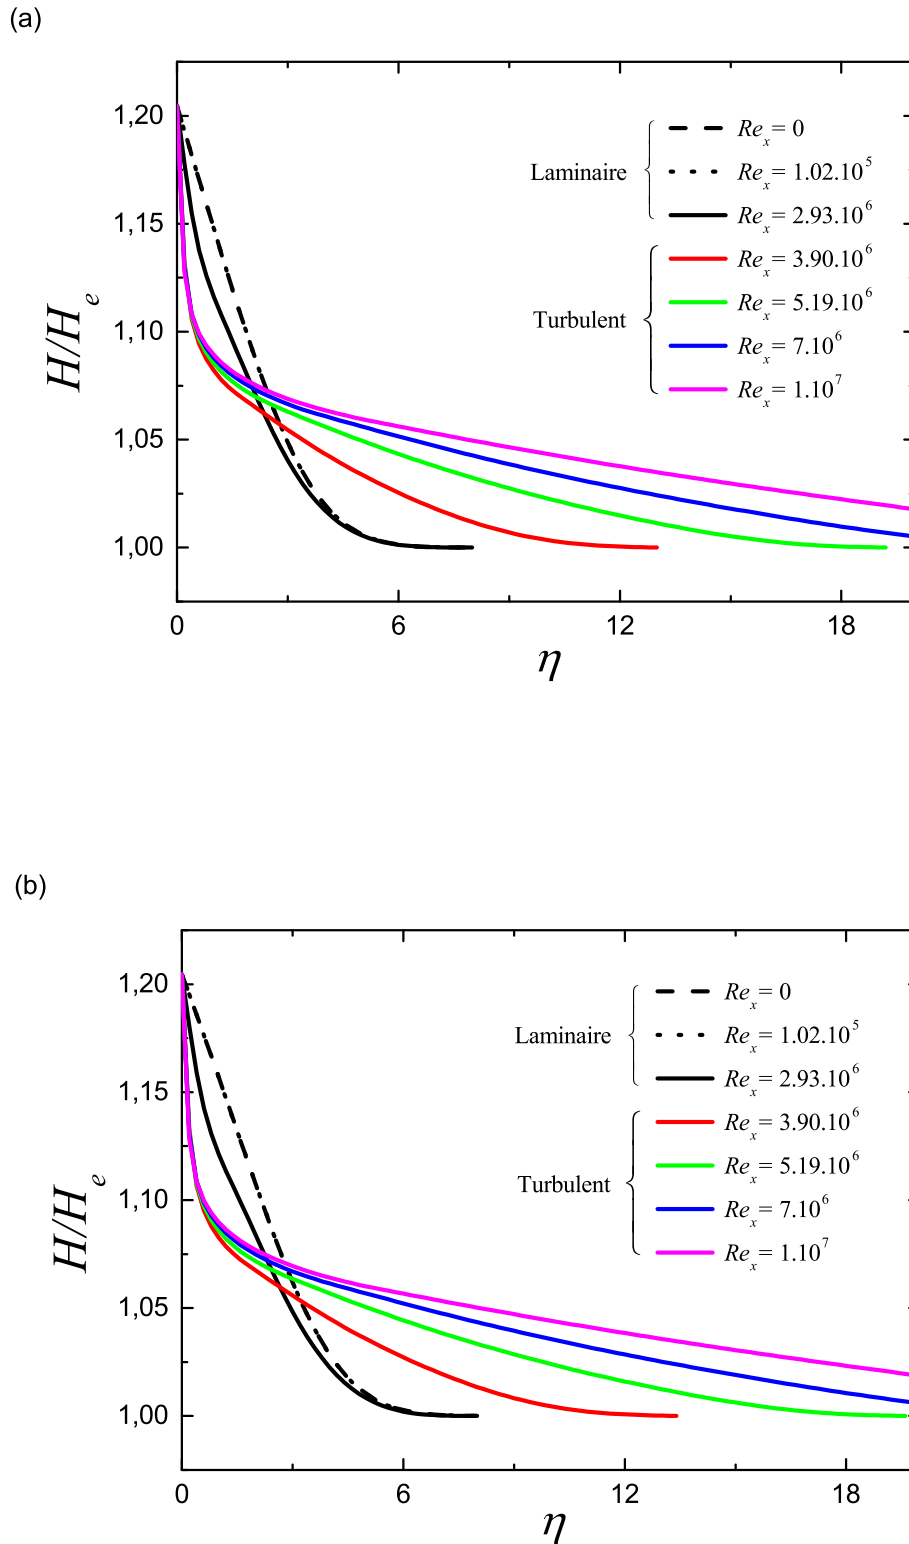 (a)
1,20
1,15
1,10
1,05
1,00
H/H_e
0 6 12 18
η
Laminaire
Re_x = 0
Re_x = 1.02.10^5
Re_x = 2.93.10^6
Turbulent
Re_x = 3.90.10^6
Re_x = 5.19.10^6
Re_x = 7.10^6
Re_x = 1.10^7
(b)
1,20
1,15
1,10
1,05
1,00
H/H_e
0 6 12 18
η
Laminaire
Re_x = 0
Re_x = 1.02.10^5
Re_x = 2.93.10^6
Turbulent
Re_x = 3.90.10^6
Re_x = 5.19.10^6
Re_x = 7.10^6
Re_x = 1.10^7